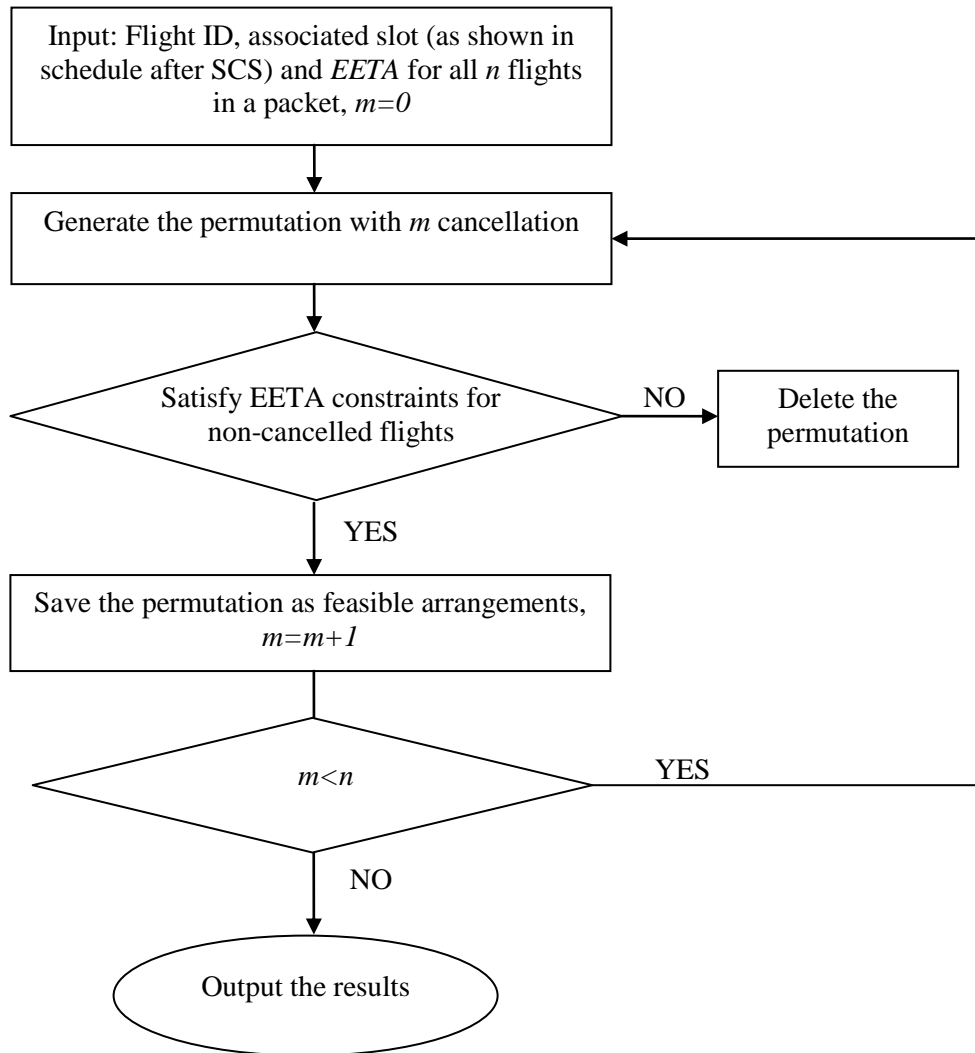 Input: Flight ID, associated slot (as shown in
schedule after SCS) and EETA for all n flights
in a packet, m=0
Generate the permutation with m cancellation
Satisfy EETA constraints for
non-cancelled flights
NO
Delete the
permutation
YES
Save the permutation as feasible arrangements,
m=m+1
m<n
YES
NO
Output the results